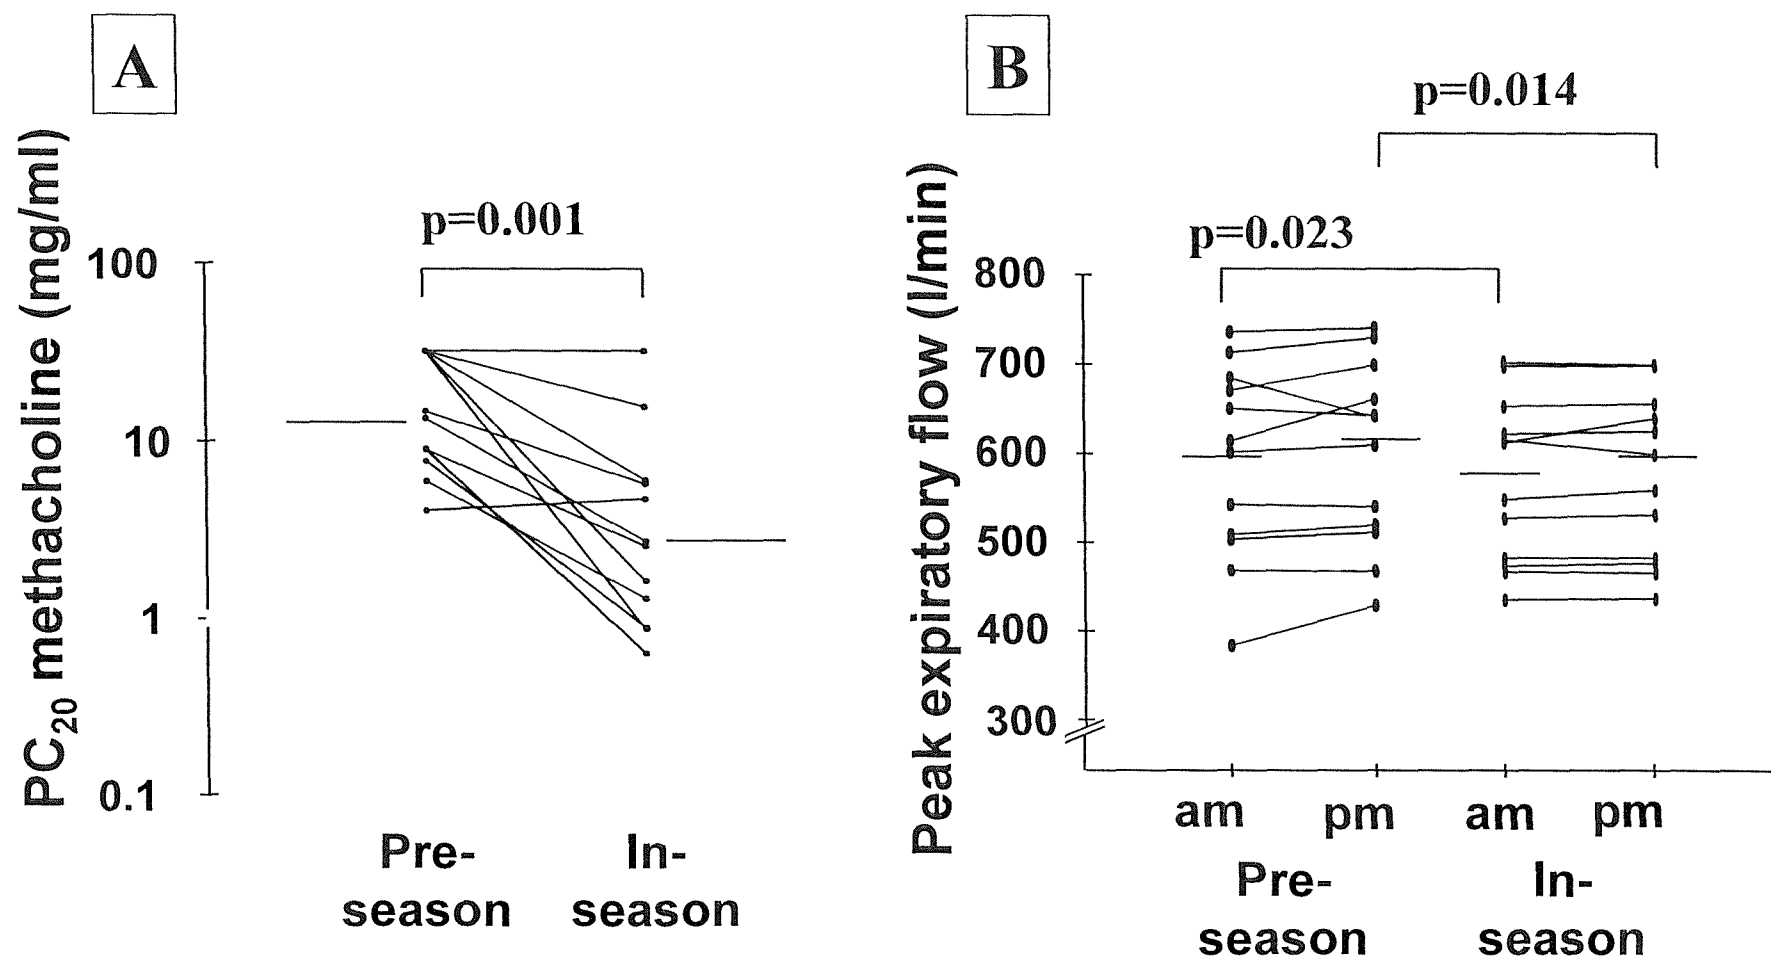 A
PC20 methacholine (mg/ml)
p=0.001
100
10
1
0.1
Pre-
season
In-
season
B
Peak expiratory flow (l/min)
p=0.014
p=0.023
800
700
600
500
400
300
am
pm
am
pm
Pre-
season
In-
season